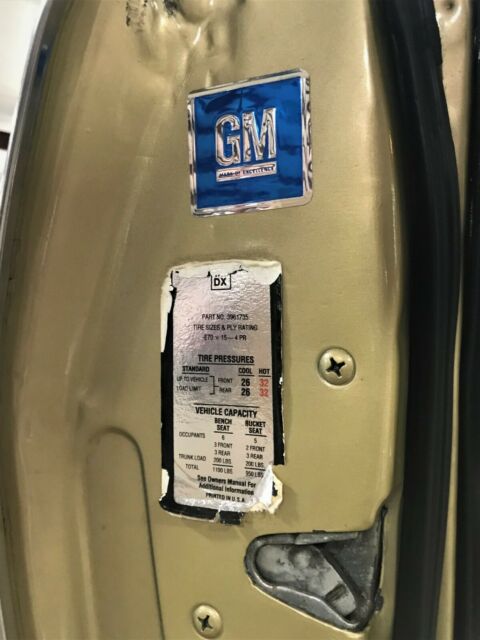 GM
MARK OF EXCELLENCE
DX
PART NO. 3961735
TIRE SIZES & PLY RATING
E70 x 15 — 4 PR
TIRE PRESSURES
STANDARD COOL HOT
UP TO VEHICLE FRONT 26 32
LOAD LIMIT REAR 26 32
VEHICLE CAPACITY
BENCH BUCKET
SEAT SEAT
OCCUPANTS 6 5
3 FRONT 2 FRONT
3 REAR 3 REAR
TRUNK LOAD 200 LBS 200 LBS
TOTAL 1100 LBS 950 LBS
See Owners Manual For
Additional Information
PRINTED IN U.S.A.